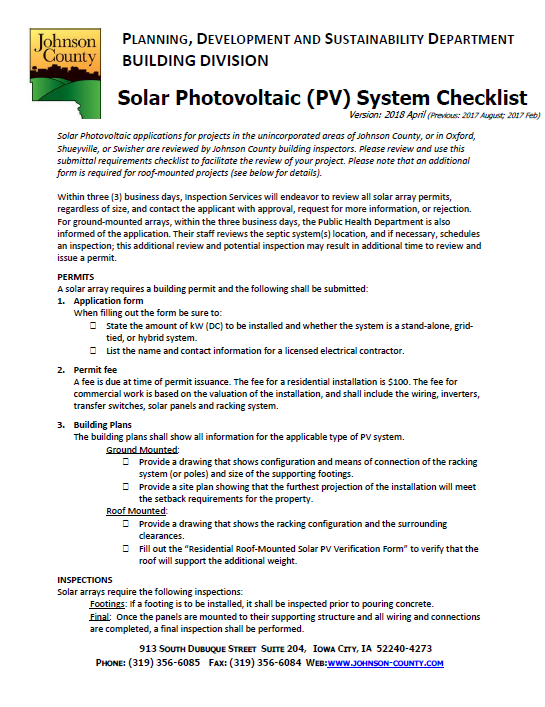 Johnson
County
PLANNING, DEVELOPMENT AND SUSTAINABILITY DEPARTMENT
BUILDING DIVISION
Solar Photovoltaic (PV) System Checklist
Version: 2018 April (Previous: 2017 August; 2017 Feb)
Solar Photovoltaic applications for projects in the unincorporated areas of Johnson County, or in Oxford,
Shueyville, or Swisher are reviewed by Johnson County building inspectors. Please review and use this
submittal requirements checklist to facilitate the review of your project. Please note that an additional
form is required for roof-mounted projects (see below for details).
Within three (3) business days, Inspection Services will endeavor to review all solar array permits,
regardless of size, and contact the applicant with approval, request for more information, or rejection.
For ground-mounted arrays, within the three business days, the Public Health Department is also
informed of the application. Their staff reviews the septic system(s) location, and if necessary, schedules
an inspection; this additional review and potential inspection may result in additional time to review and
issue a permit.
PERMITS
A solar array requires a building permit and the following shall be submitted:
1. Application form
When filling out the form be sure to:
☐ State the amount of kW (DC) to be installed and whether the system is a stand-alone, grid-
tied, or hybrid system.
☐ List the name and contact information for a licensed electrical contractor.
2. Permit fee
A fee is due at time of permit issuance. The fee for a residential installation is $100. The fee for
commercial work is based on the valuation of the installation, and shall include the wiring, inverters,
transfer switches, solar panels and racking system.
3. Building Plans
The building plans shall show all information for the applicable type of PV system.
Ground Mounted:
☐ Provide a drawing that shows configuration and means of connection of the racking
system (or poles) and size of the supporting footings.
☐ Provide a site plan showing that the furthest projection of the installation will meet
the setback requirements for the property.
Roof Mounted:
☐ Provide a drawing that shows the racking configuration and the surrounding
clearances.
☐ Fill out the “Residential Roof-Mounted Solar PV Verification Form” to verify that the
roof will support the additional weight.
INSPECTIONS
Solar arrays require the following inspections:
Footings: If a footing is to be installed, it shall be inspected prior to pouring concrete.
Final: Once the panels are mounted to their supporting structure and all wiring and connections
are completed, a final inspection shall be performed.
913 SOUTH DUBUQUE STREET SUITE 204, IOWA CITY, IA 52240-4273
PHONE: (319) 356-6085 FAX: (319) 356-6084 WEB:WWW.JOHNSON-COUNTY.COM